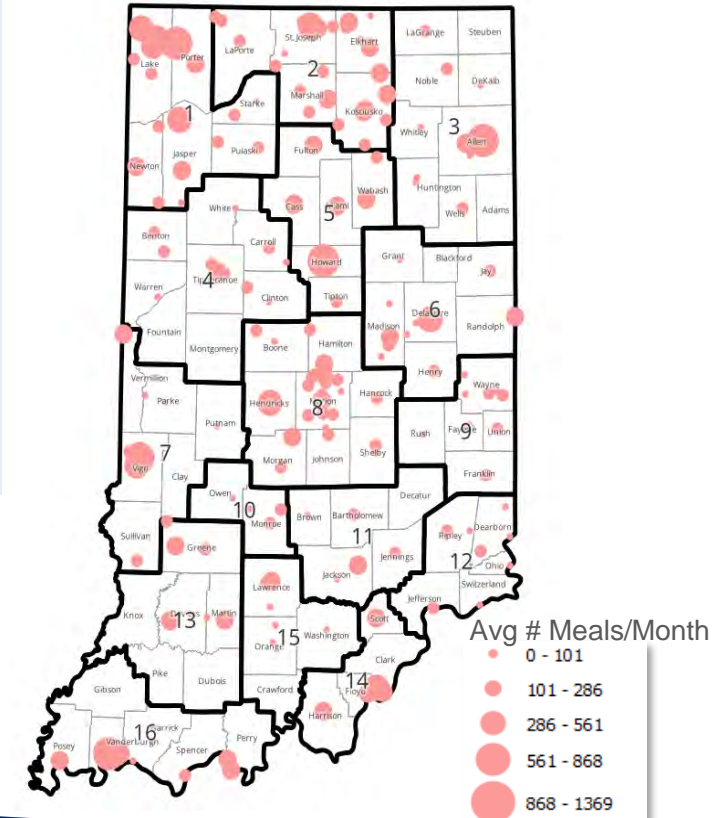 LaGrange Steuben
St.Joseph
LaPorte Elkhart
Lake Porter
2
Noble DeKalb
Marshall
Starke Kosciusko
1
3
Whitley Allen
Jasper Pulaski Fulton
Newton
Wabash Huntington
White Cass 5 Wells Adams
Benton
Carroll
Howard Grant Blackford
Jay
4
Warren
Clinton Tipton
Madison 6
Randolph
Fountain
Montgomery Boone Hamilton
Henry
Vermillion
Wayne
Parke
Hendricks 8 Hancock
Putnam Rush 9 Union
7
Vigo
Morgan Johnson Shelby
Clay Franklin
Owen Decatur
10
Monroe Brown Bartholomew
Dearborn
Sullivan 11 Ripley
Greene Jennings 12 Ohio
Jackson
Lawrence Switzerland
Jefferson
Knox 13 Martin Scott
15 Washington
Orange
Clark
Pike Dubois
14
Gibson Crawford Floyd
Harrison
16
Perry
Posey Vanderburgh Spencer
Avg # Meals/Month
0 - 101
101 - 286
286 - 561
561 - 868
868 - 1369